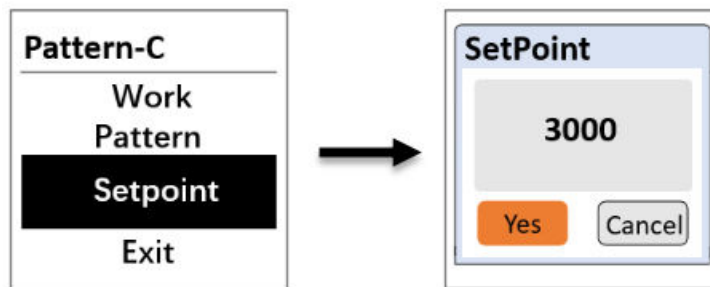 Pattern-C
Work
Pattern
Setpoint
Exit
SetPoint
3000
Yes
Cancel